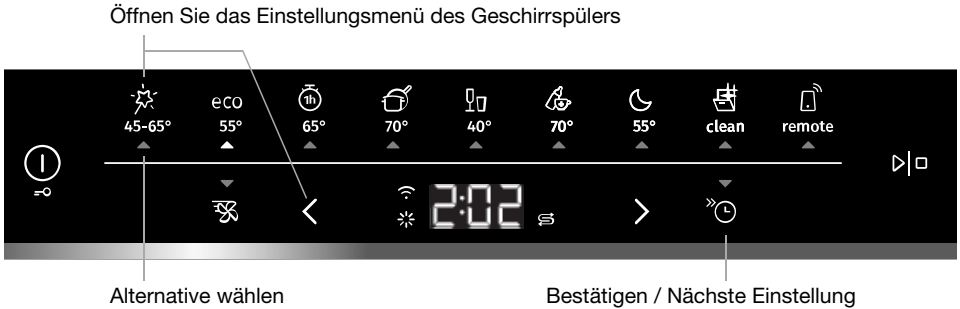 Öffnen Sie das Einstellungsmenü des Geschirrspülers
eco 1h
45-65° 55° 65° 70° 40° 70° 55° clean remote
2:02
Alternative wählen Bestätigen / Nächste Einstellung